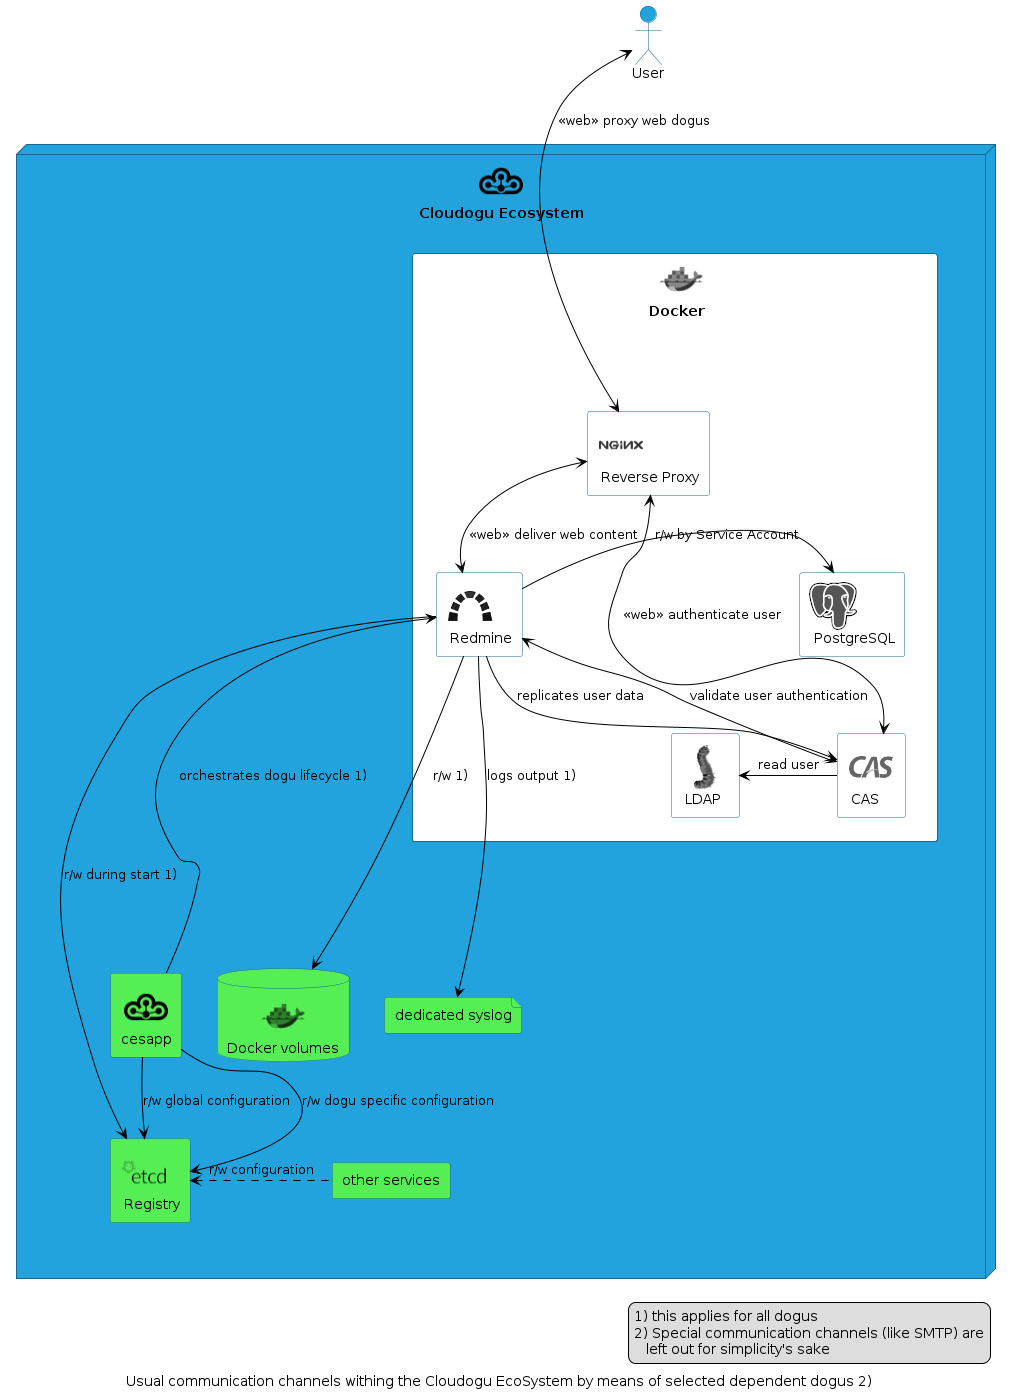 User
«web» proxy web dogus
Cloudogu Ecosystem
Docker
NGiNX
Reverse Proxy
«web» deliver web content
r/w by Service Account
Redmine
«web» authenticate user
PostgreSQL
replicates user data
validate user authentication
LDAP
read user
CAS
CAS
orchestrates dogu lifecycle 1)
r/w 1)
logs output 1)
r/w during start 1)
cesapp
Docker volumes
dedicated syslog
r/w global configuration
r/w dogu specific configuration
etcd
Registry
r/w configuration
other services
1) this applies for all dogus
2) Special communication channels (like SMTP) are
left out for simplicity's sake
Usual communication channels withing the Cloudogu EcoSystem by means of selected dependent dogus 2)